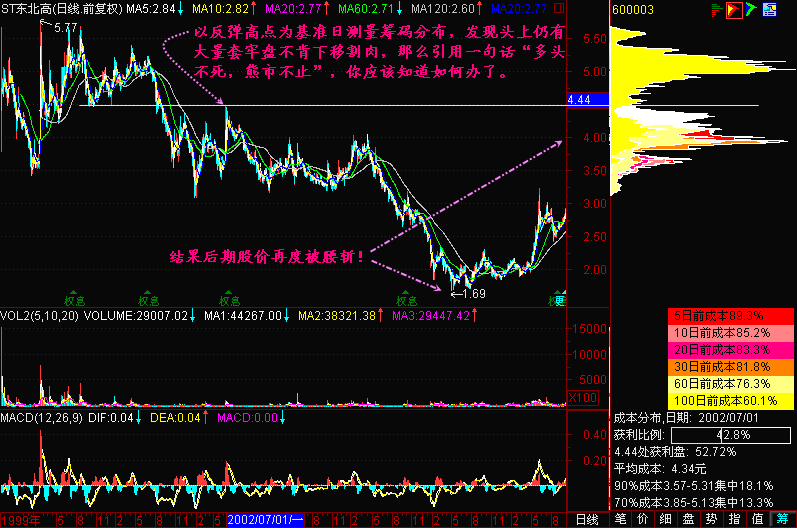 ST东北高(日线.前复权) MA5:2.84↓ MA10:2.82↑ MA20:2.77↑ MA60:2.71↓ MA120:2.60↑ MA20:2.77
600003
5.77
以反弹高点为基准日测量筹码分布，发现头上仍有
大量套牢盘不肯下移割肉，那么引用一句话“多头
不死，熊市不止”，你应该知道如何办了。
5.50
5.00
4.44
4.00
3.50
3.00
2.50
2.00
结果后期股价再度被腰斩！
1.69
权息 权息 权息 权息 权 更
VOL2(5,10,20) VOLUME:29007.02↓ MA1:44267.00↓ MA2:38321.38↑ MA3:29447.42↑
15000
10000
5000
X100
MACD(12,26,9) DIF:0.04↓ DEA:0.04↑ MACD:0.00↓
0.40
0.20
5日前成本89.3%
10日前成本85.2%
20日前成本83.3%
30日前成本81.8%
60日前成本76.3%
100日前成本60.1%
成本分布,日期: 2002/07/01
获利比例: 42.8%
4.44处获利盘: 52.72%
平均成本: 4.34元
90%成本3.57-5.31集中18.1%
70%成本3.85-5.13集中13.3%
1999年 5 8 11 2 5 8 11 2 5 8 11 2 5 2002/07/01/一 8 11 2 5 8 11 2 5 8 11 2 5 8 日线
笔 价 细 盘 势 指 值 筹